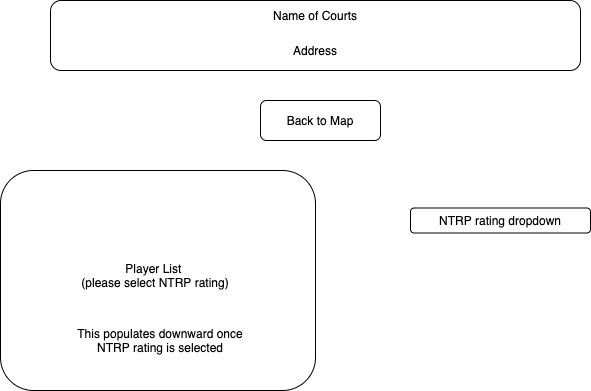 Name of Courts
Address
Back to Map
NTRP rating dropdown
Player List
(please select NTRP rating)
This populates downward once
NTRP rating is selected